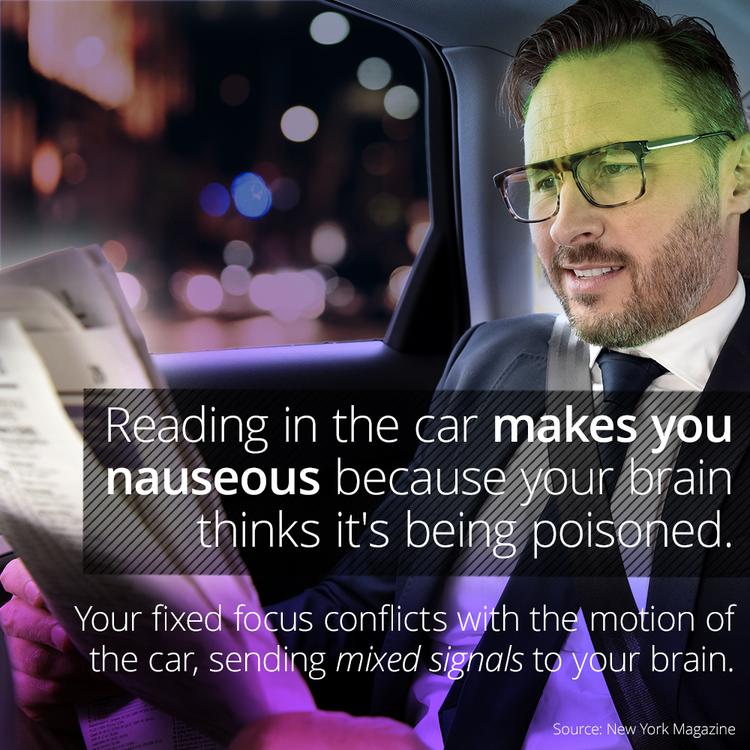 Reading in the car makes you
nauseous because your brain
thinks it's being poisoned.
Your fixed focus conflicts with the motion of
the car, sending mixed signals to your brain.
Source: New York Magazine